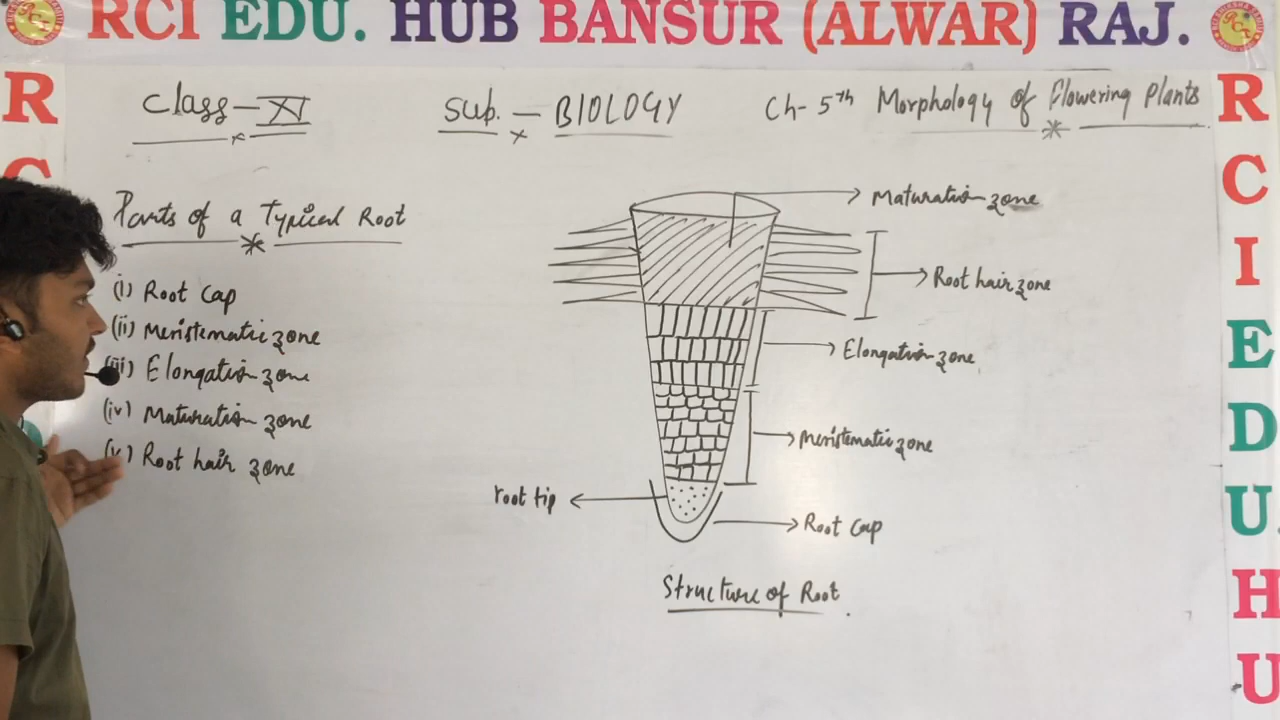 RCI EDU. HUB BANSUR (ALWAR) RAJ.
Class - XI
Sub. - BIOLOGY
Ch- 5th Morphology of Flowering Plants
Parts of a Typical Root
(i) Root Cap
(ii) Meristematic zone
(iii) Elongation zone
(iv) Maturation zone
(v) Root hair zone
Maturation zone
Root hair zone
Elongation zone
Meristematic zone
root tip
Root Cap
Structure of Root.
R
C
R
C
I
E
D
U.
H
U